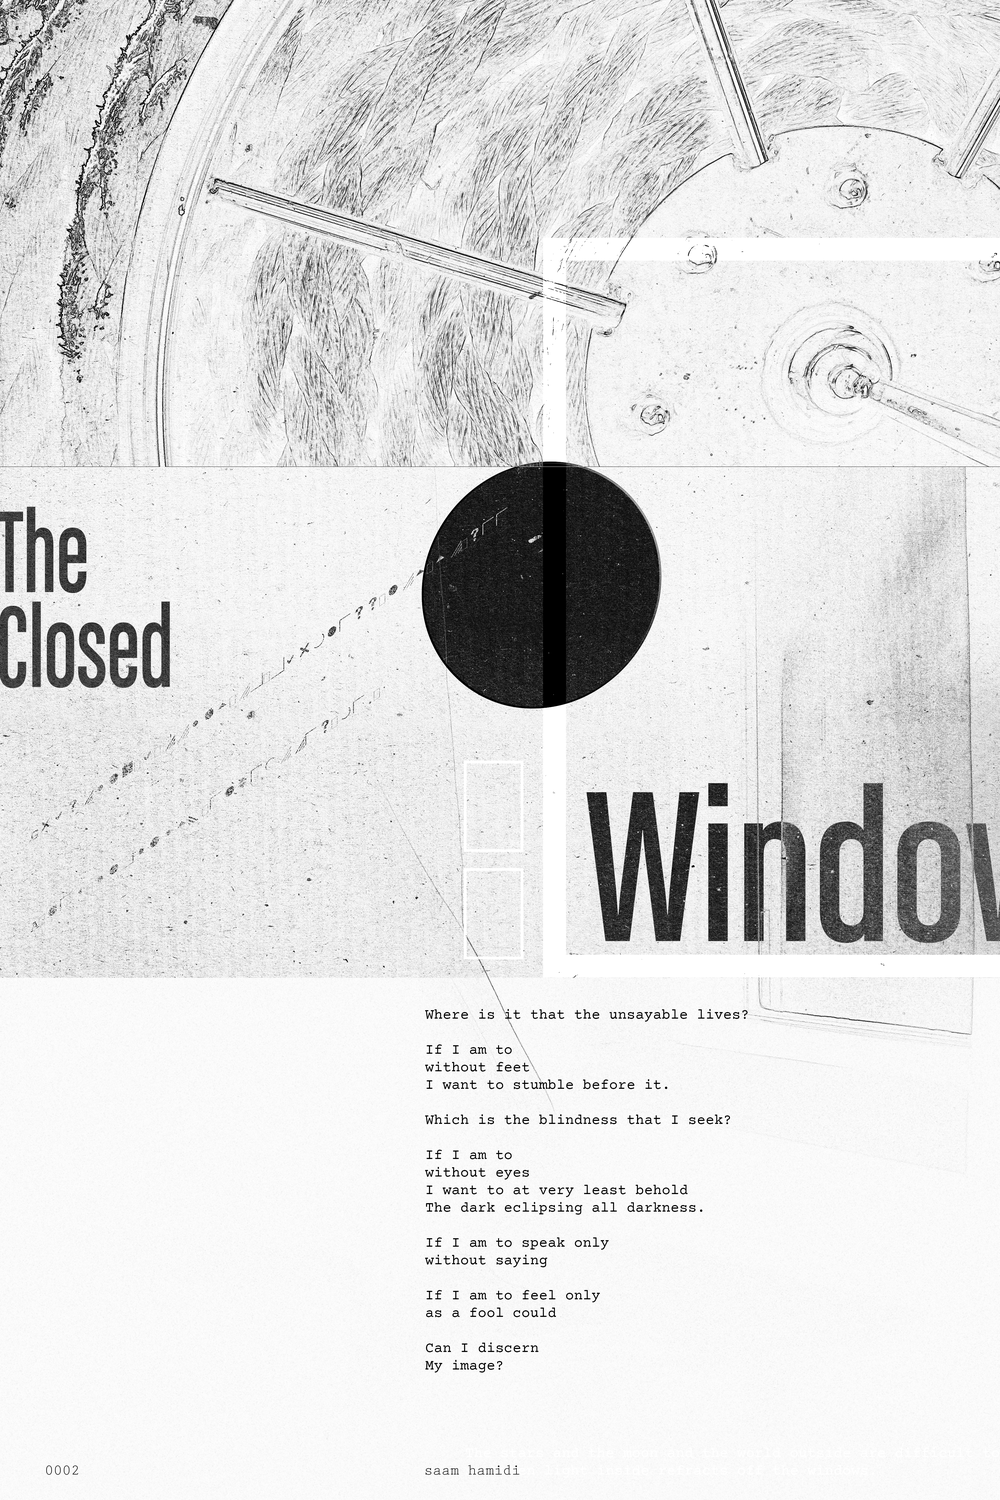 The
Closed
Window
Where is it that the unsayable lives?
If I am to
without feet
I want to stumble before it.
Which is the blindness that I seek?
If I am to
without eyes
I want to at very least behold
The dark eclipsing all darkness.
If I am to speak only
without saying
If I am to feel only
as a fool could
Can I discern
My image?
0002
saam hamidi